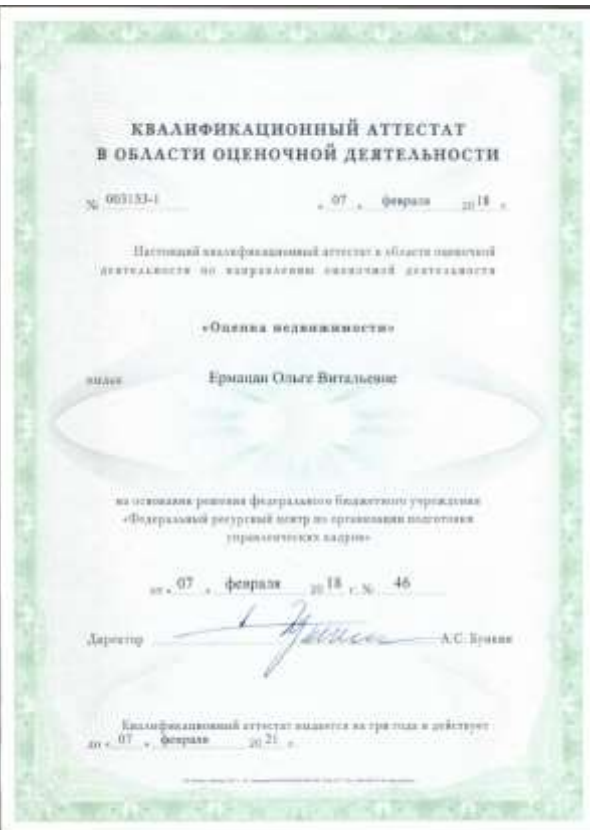 КВАЛИФИКАЦИОННЫЙ АТТЕСТАТ
В ОБЛАСТИ ОЦЕНОЧНОЙ ДЕЯТЕЛЬНОСТИ
№ 003153-1 « 07 » февраля 20 18 г.
Настоящий квалификационный аттестат в области оценочной
деятельности по направлению оценочной деятельности
«Оценка недвижимости»
выдан Ермацан Ольге Витальевне
на основании решения федерального бюджетного учреждения
«Федеральный ресурсный центр по организации подготовки
управленческих кадров»
от « 07 » февраля 20 18 г. № 46
Директор А.С. Бункин
Квалификационный аттестат выдается на три года и действует
до « 07 » февраля 20 21 г.